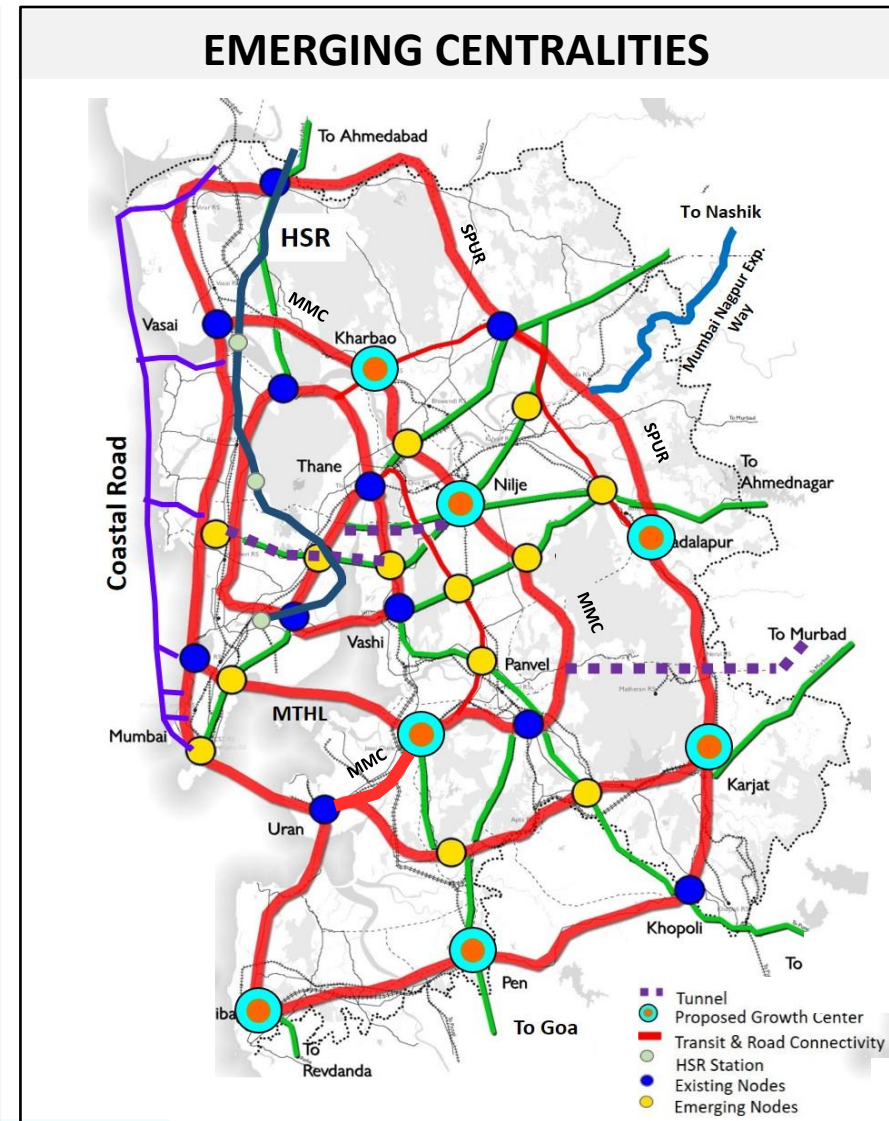 EMERGING CENTRALITIES
To Ahmedabad
To Nashik
HSR
SPUR
Mumbai Nagpur Exp.
Way
MMC
Vasai
Kharbao
SPUR
To
Ahmednagar
Thane
Nilje
Coastal Road
adalapur
MMC
Vashi
To Murbad
Panvel
MTHL
Mumbai
MMC
Karjat
Uran
Khopoli
To
Pen
iba
To Goa
To
Revdanda
Tunnel
Proposed Growth Center
Transit & Road Connectivity
HSR Station
Existing Nodes
Emerging Nodes